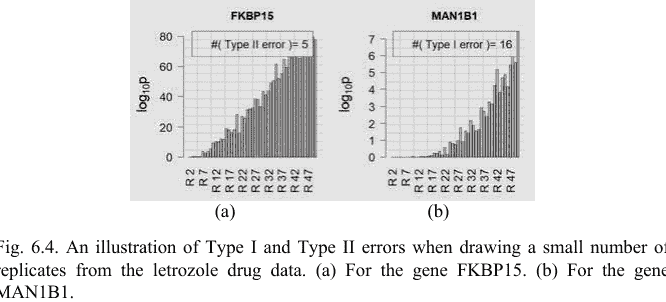 FKBP15
MAN1B1
#( Type II error )= 5
#( Type I error )= 16
log10p
80
60
40
20
0
R 2
R 7
R 12
R 17
R 22
R 27
R 32
R 37
R 42
R 47
log10p
7
6
5
4
3
2
1
0
R 2
R 7
R 12
R 17
R 22
R 27
R 32
R 37
R 42
R 47
(a)
(b)
Fig. 6.4. An illustration of Type I and Type II errors when drawing a small number of
replicates from the letrozole drug data. (a) For the gene FKBP15. (b) For the gene
MAN1B1.